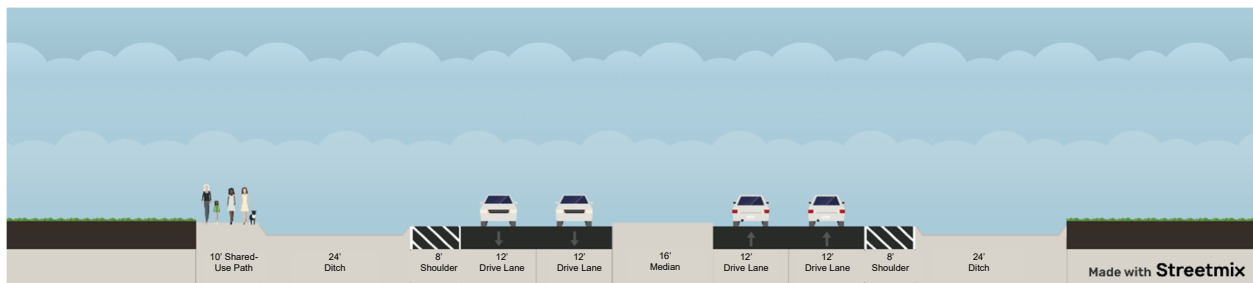 10’ Shared-
Use Path
24’
Ditch
8’
Shoulder
12’
Drive Lane
12’
Drive Lane
16’
Median
12’
Drive Lane
12’
Drive Lane
8’
Shoulder
24’
Ditch
Made with Streetmix